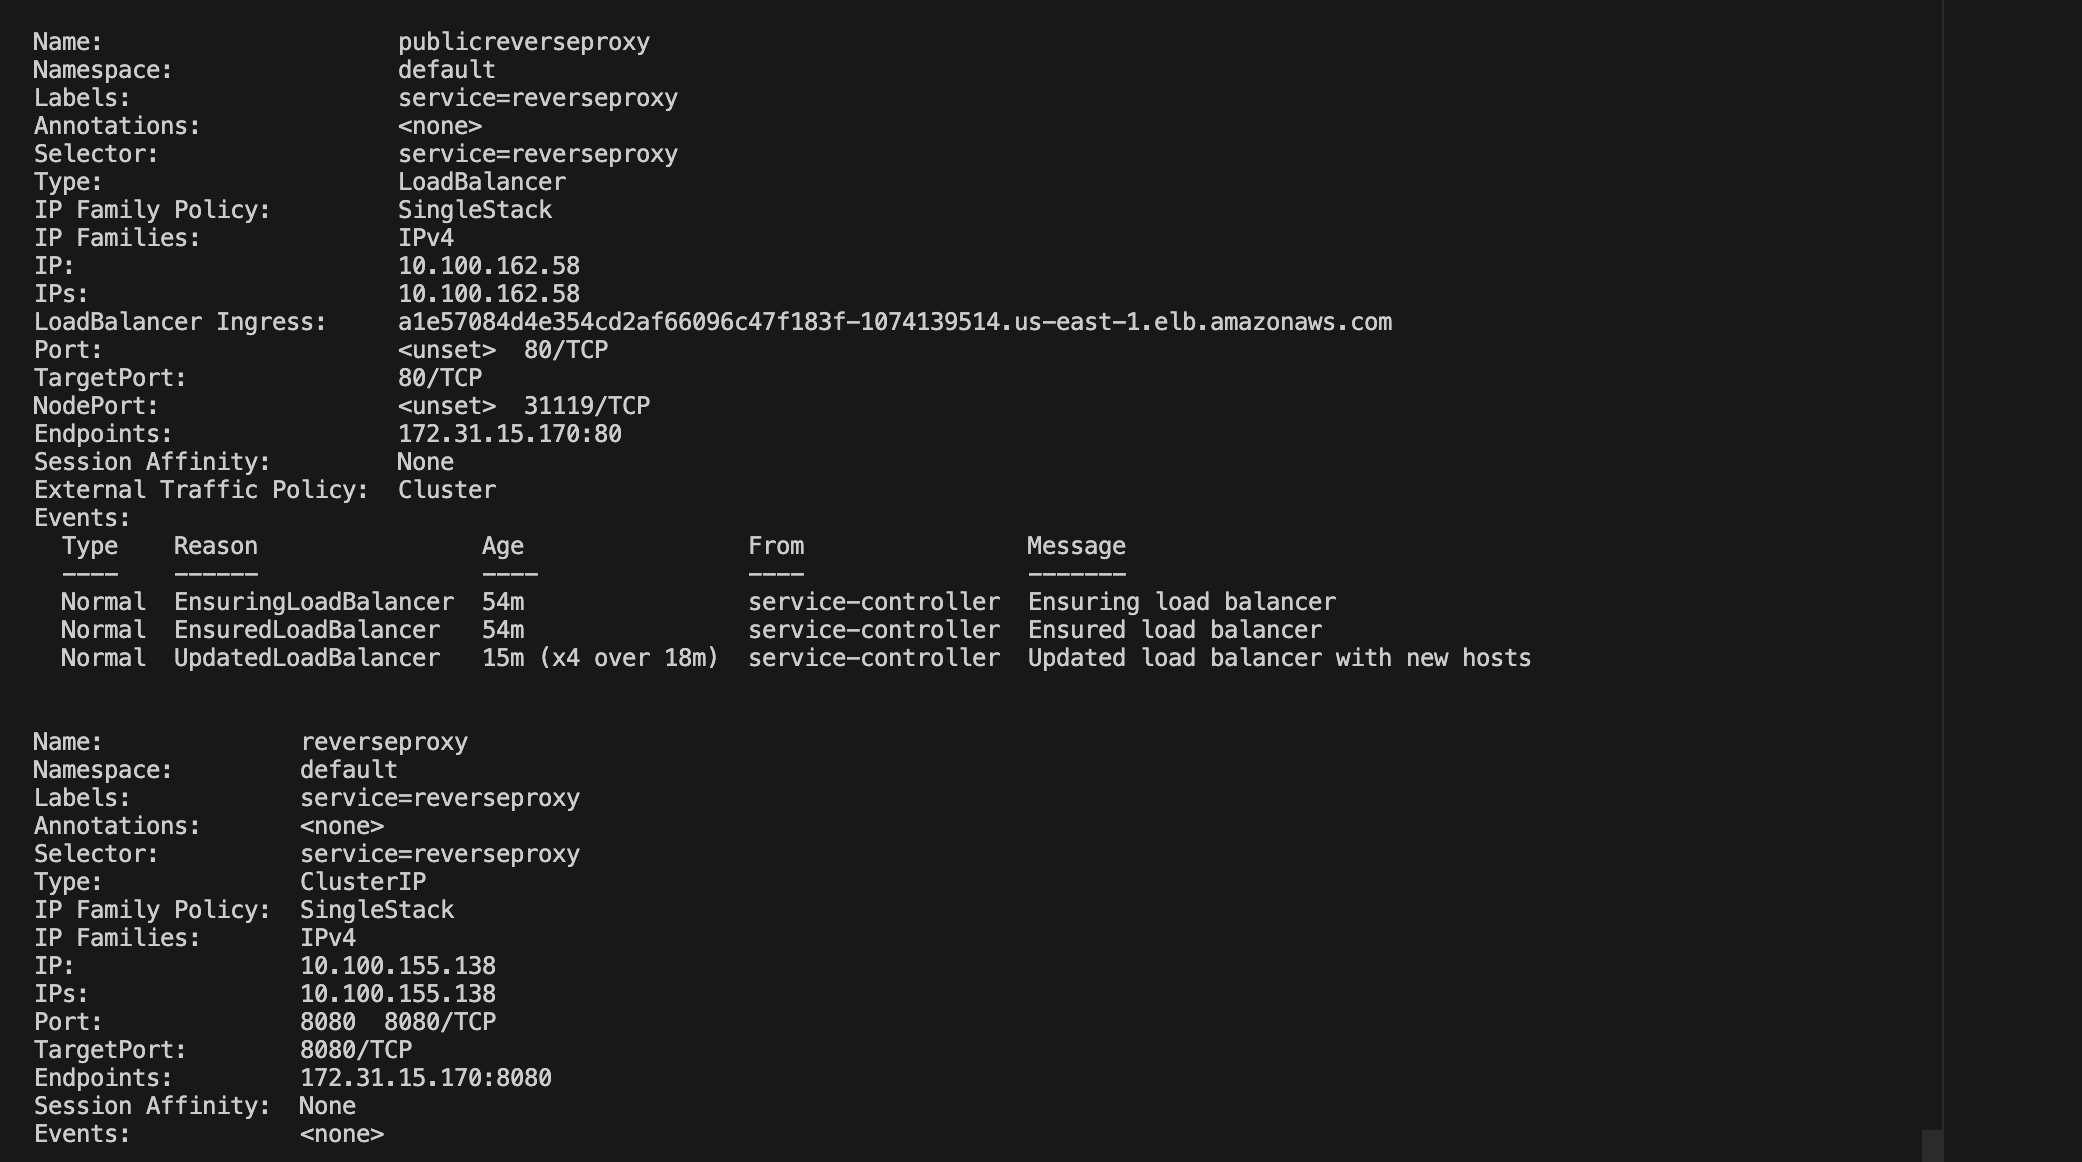 Name: publicreverseproxy
Namespace: default
Labels: service=reverseproxy
Annotations: <none>
Selector: service=reverseproxy
Type: LoadBalancer
IP Family Policy: SingleStack
IP Families: IPv4
IP: 10.100.162.58
IPs: 10.100.162.58
LoadBalancer Ingress: a1e57084d4e354cd2af66096c47f183f-1074139514.us-east-1.elb.amazonaws.com
Port: <unset> 80/TCP
TargetPort: 80/TCP
NodePort: <unset> 31119/TCP
Endpoints: 172.31.15.170:80
Session Affinity: None
External Traffic Policy: Cluster
Events:
Type Reason Age From Message
---- ------ ---- ---- -------
Normal EnsuringLoadBalancer 54m service-controller Ensuring load balancer
Normal EnsuredLoadBalancer 54m service-controller Ensured load balancer
Normal UpdatedLoadBalancer 15m (x4 over 18m) service-controller Updated load balancer with new hosts
Name: reverseproxy
Namespace: default
Labels: service=reverseproxy
Annotations: <none>
Selector: service=reverseproxy
Type: ClusterIP
IP Family Policy: SingleStack
IP Families: IPv4
IP: 10.100.155.138
IPs: 10.100.155.138
Port: 8080 8080/TCP
TargetPort: 8080/TCP
Endpoints: 172.31.15.170:8080
Session Affinity: None
Events: <none>